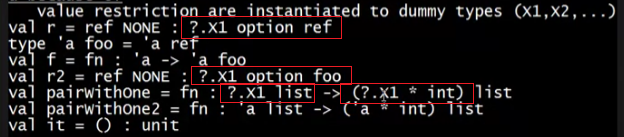 value restriction are instantiated to dummy types (X1,X2,...)
val r = ref NONE : ?.X1 option ref
type 'a foo = 'a ref
val f = fn : 'a -> 'a foo
val r2 = ref NONE : ?.X1 option foo
val pairWithOne = fn : ?.X1 list -> (?.X1 * int) list
val pairWithOne2 = fn : 'a list -> ('a * int) list
val it = () : unit